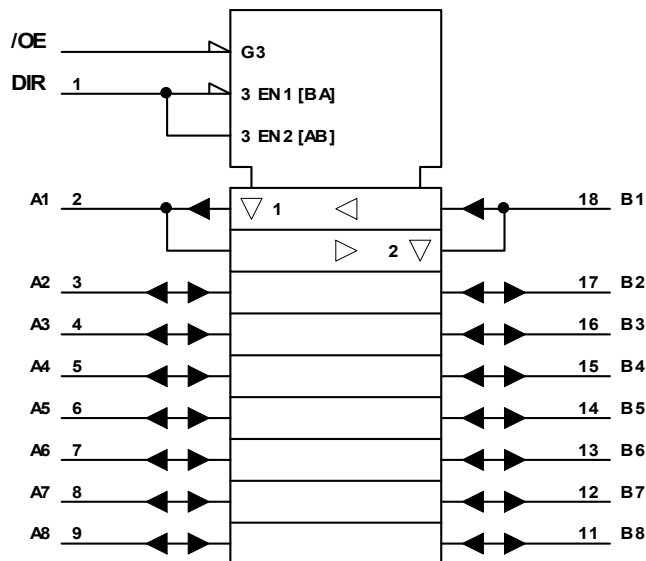 /OE G3
DIR 1 3 EN1 [BA]
3 EN2 [AB]
A1 2 1 18 B1
2
A2 3 17 B2
A3 4 16 B3
A4 5 15 B4
A5 6 14 B5
A6 7 13 B6
A7 8 12 B7
A8 9 11 B8